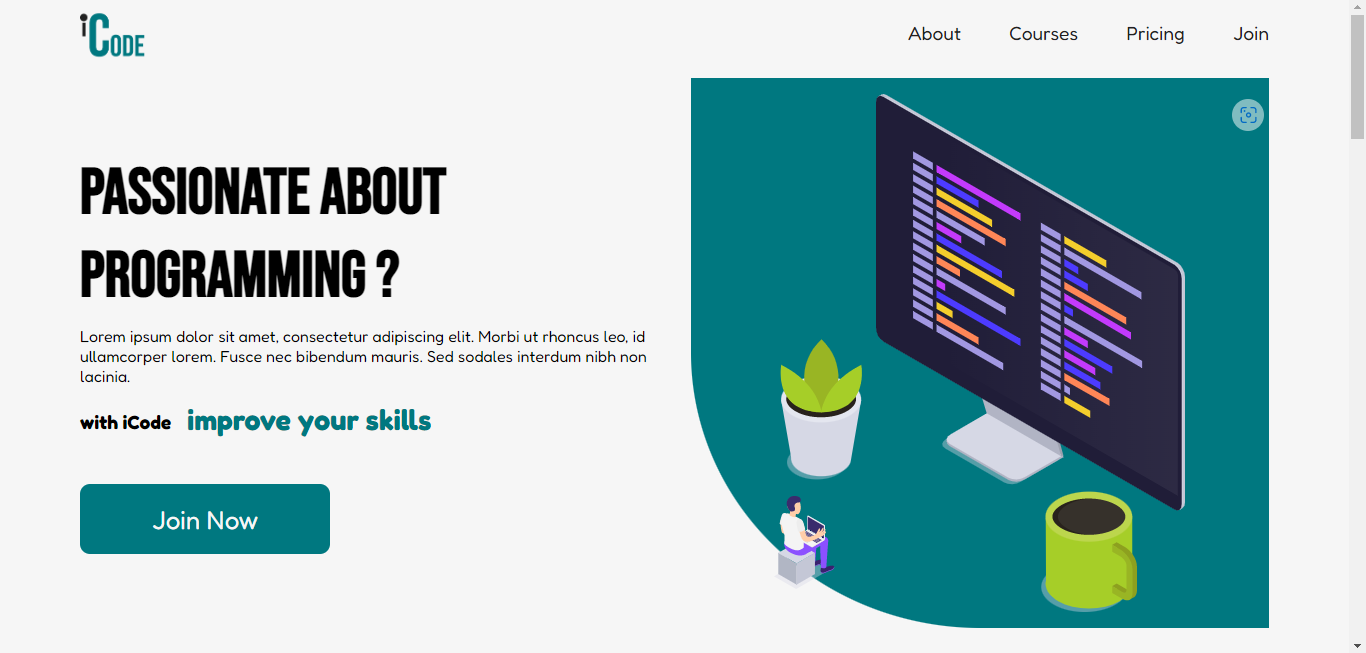 iCODE
About Courses Pricing Join
PASSIONATE ABOUT
PROGRAMMING ?
Lorem ipsum dolor sit amet, consectetur adipiscing elit. Morbi ut rhoncus leo, id
ullamcorper lorem. Fusce nec bibendum mauris. Sed sodales interdum nibh non
lacinia.
with iCode improve your skills
Join Now